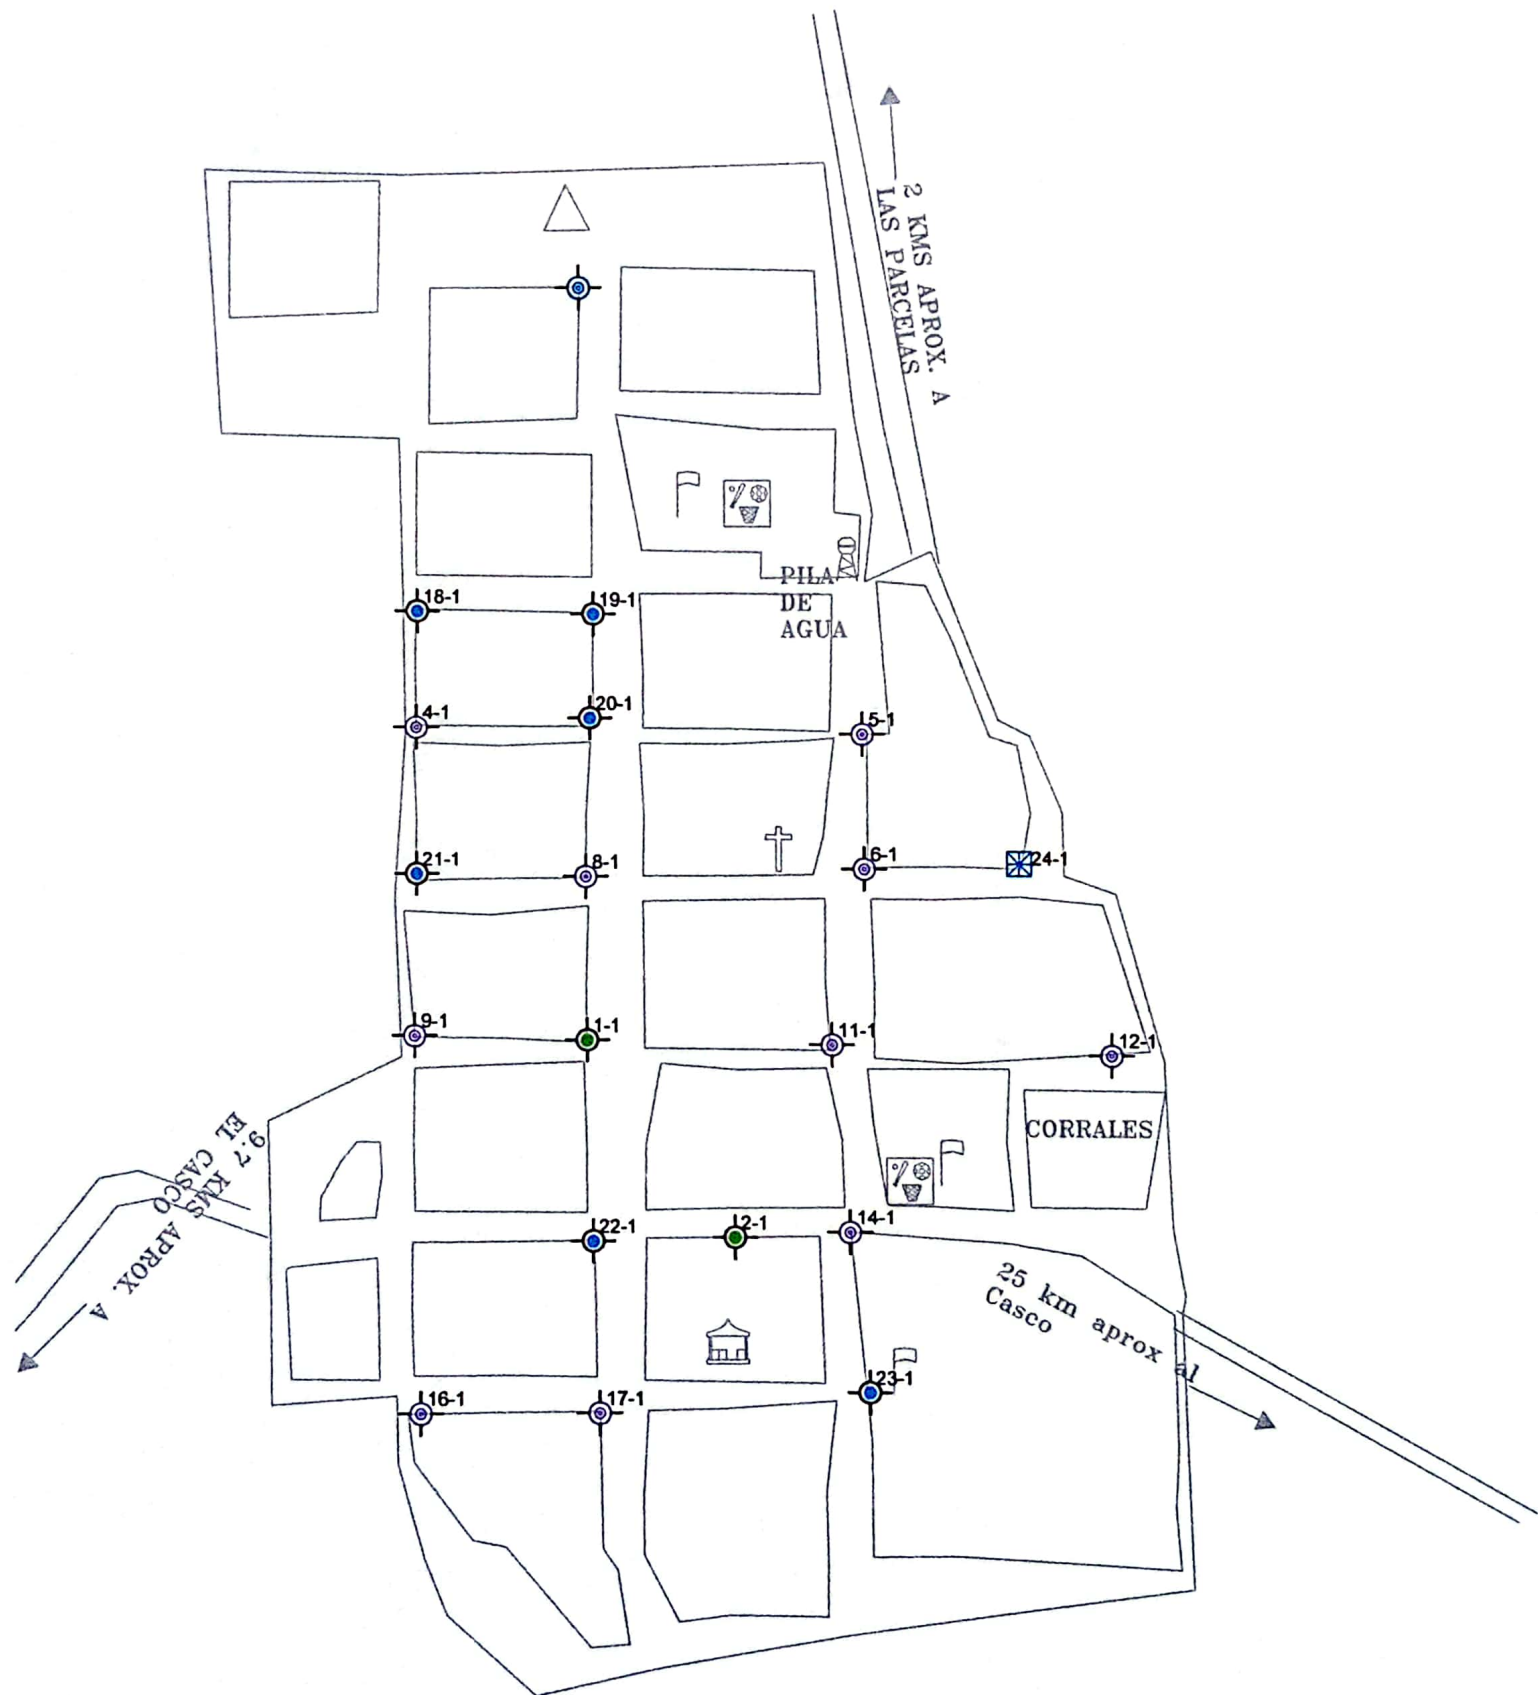 2 KMS APROX. A
LAS PARCELAS
PILA
DE
AGUA
18-1
19-1
20-1
4-1
5-1
21-1
8-1
6-1
24-1
9-1
1-1
11-1
12-1
CORRALES
9.7 KMS APROX. A
EL CASCO
22-1
2-1
14-1
25 km aprox al
Casco
23-1
16-1
17-1